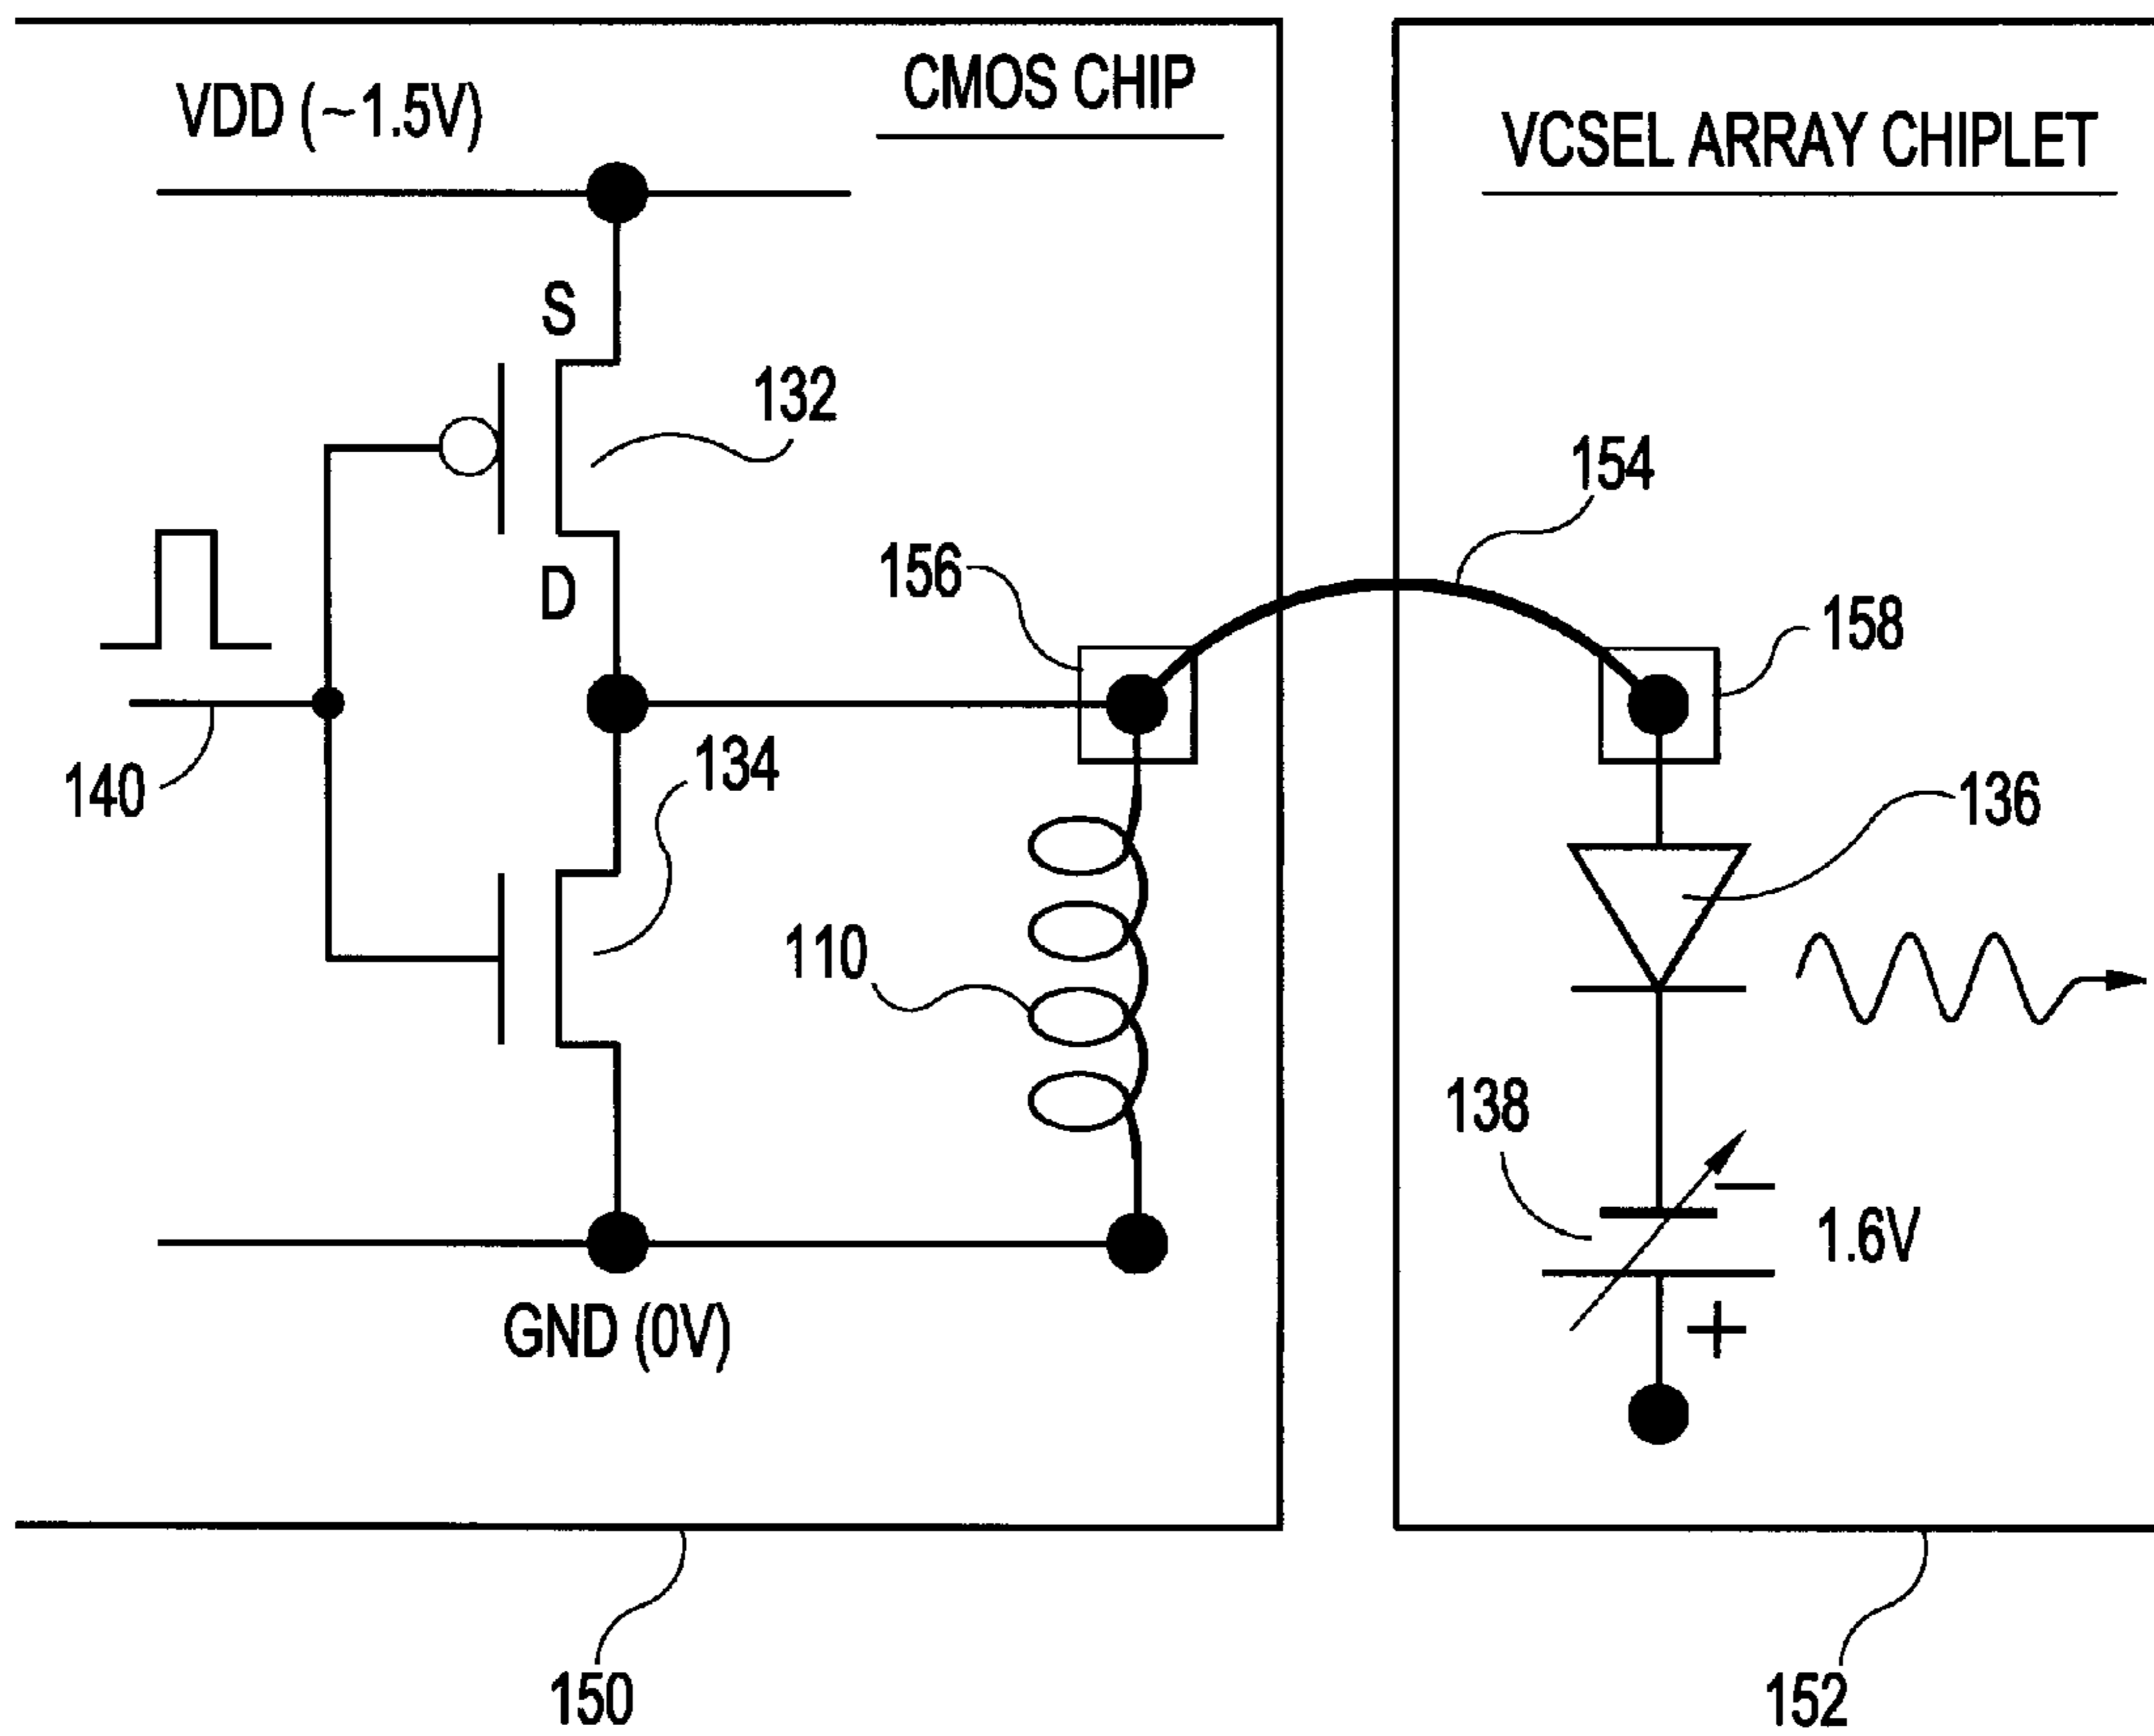 CMOS CHIP
VDD (~1.5V)
VCSEL ARRAY CHIPLET
S
132
154
156
D
158
134
140
136
110
138
−
1.6V
+
GND (0V)
150
152